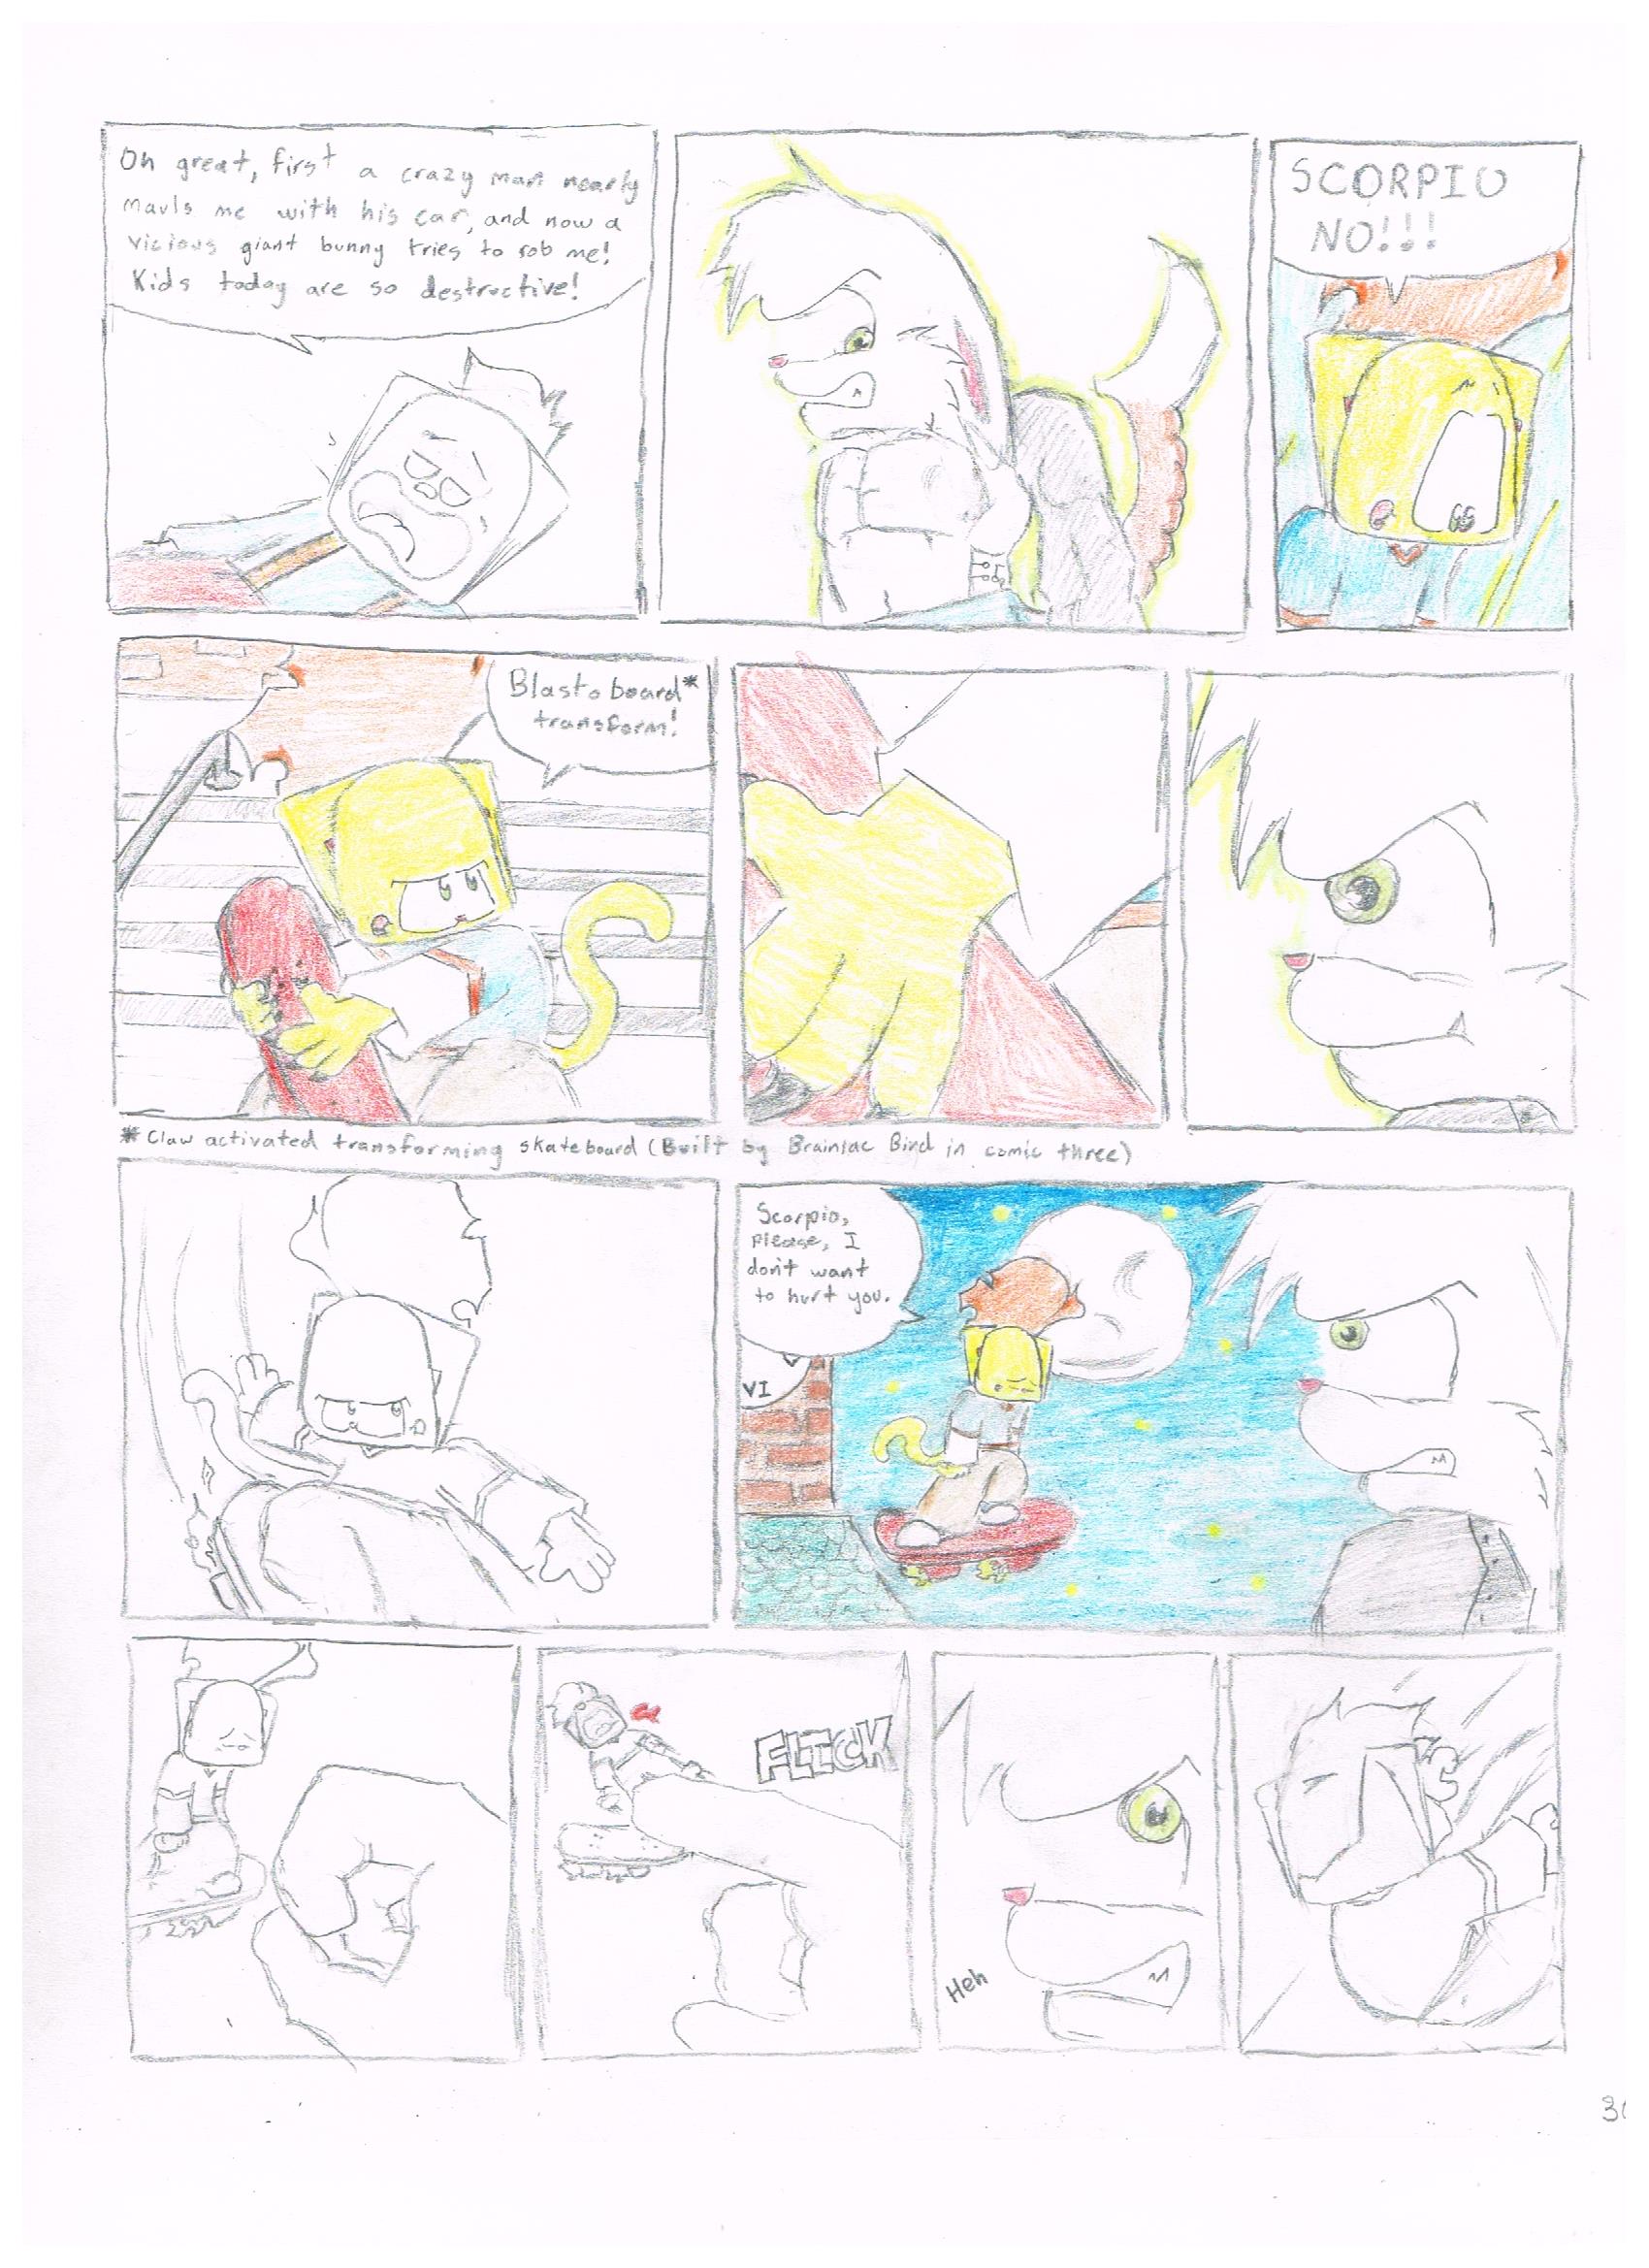 Oh great, first a crazy man nearly
mauls me with his car, and now a
vicious giant bunny tries to rob me!
Kids today are so destructive!
SCORPIO
NO!!!
Blasto board*
transform!
*Claw activated transforming skateboard (Built by Brainiac Bird in comic three)
Scorpio,
please, I
don't want
to hurt you.
VI
FLICK
Heh